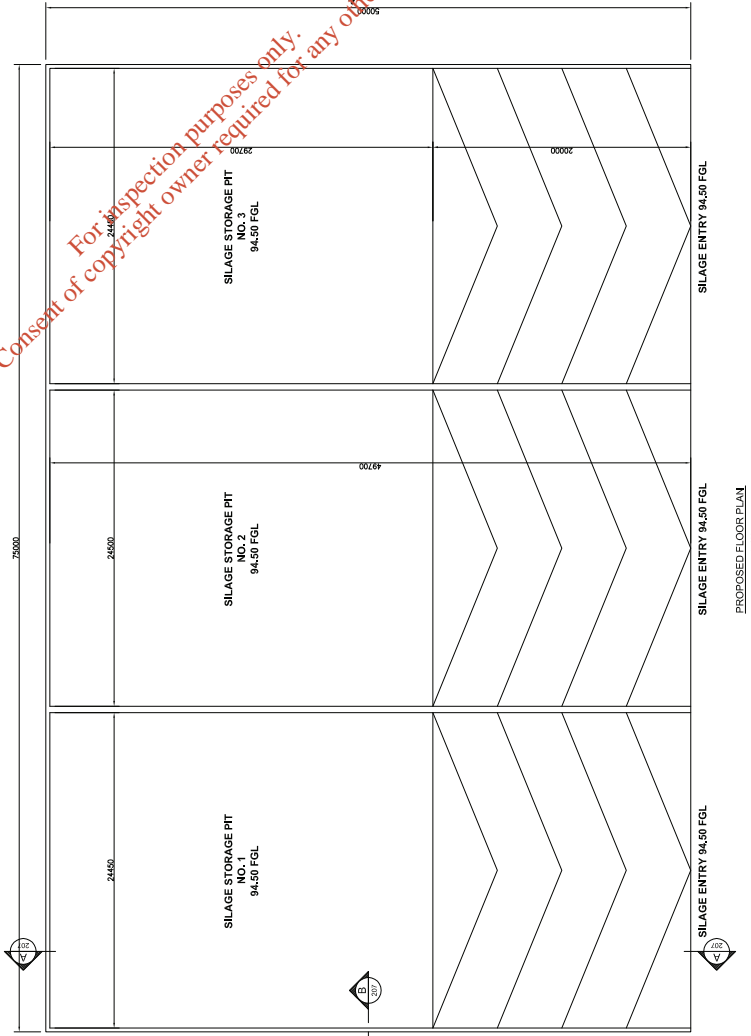 50000
For inspection purposes only.
Consent of copyright owner required for any
75000
24450
29700
20000
SILAGE STORAGE PIT
NO. 3
94.50 FGL
SILAGE ENTRY 94.50 FGL
24500
49700
SILAGE STORAGE PIT
NO. 2
94.50 FGL
SILAGE ENTRY 94.50 FGL
24450
SILAGE STORAGE PIT
NO. 1
94.50 FGL
SILAGE ENTRY 94.50 FGL
A
207
A
207
B
207
PROPOSED FLOOR PLAN